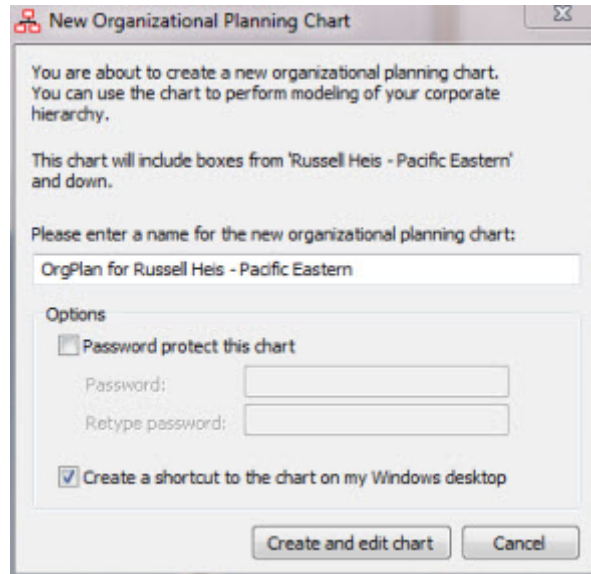 New Organizational Planning Chart
You are about to create a new organizational planning chart.
You can use the chart to perform modeling of your corporate
hierarchy.
This chart will include boxes from 'Russell Heis - Pacific Eastern'
and down.
Please enter a name for the new organizational planning chart:
OrgPlan for Russell Heis - Pacific Eastern
Options
Password protect this chart
Password:
Retype password:
Create a shortcut to the chart on my Windows desktop
Create and edit chart Cancel